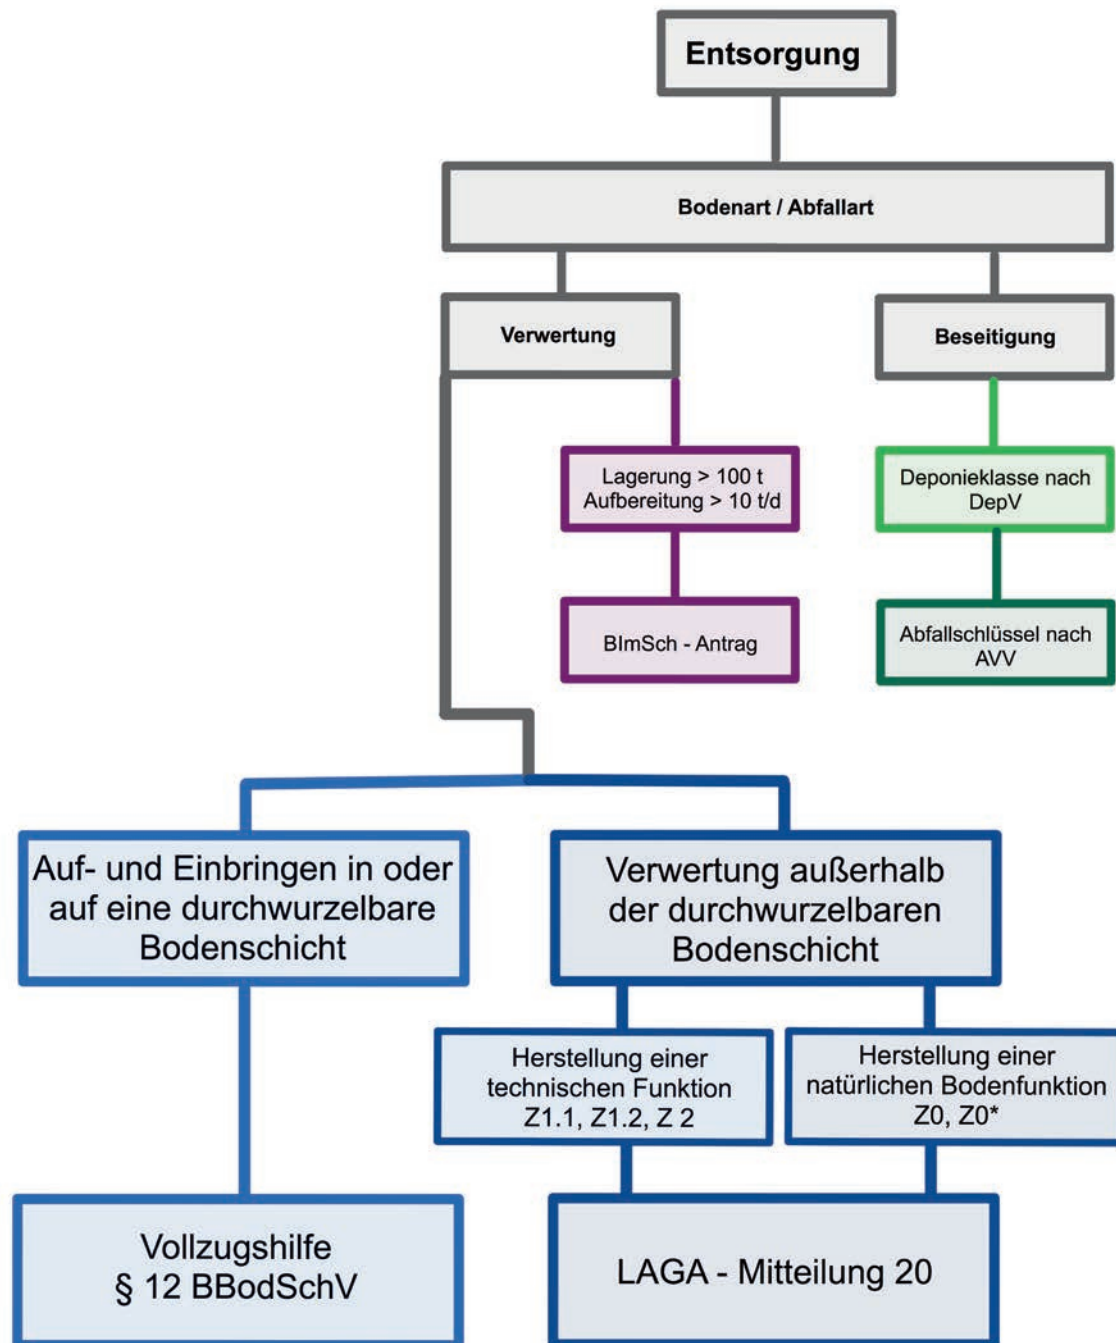 Entsorgung
Bodenart / Abfallart
Verwertung
Beseitigung
Lagerung > 100 t
Aufbereitung > 10 t/d
Deponieklasse nach
DepV
BImSch - Antrag
Abfallschlüssel nach
AVV
Auf- und Einbringen in oder
auf eine durchwurzelbare
Bodenschicht
Verwertung außerhalb
der durchwurzelbaren
Bodenschicht
Herstellung einer
technischen Funktion
Z1.1, Z1.2, Z 2
Herstellung einer
natürlichen Bodenfunktion
Z0, Z0*
Vollzugshilfe
§ 12 BBodSchV
LAGA - Mitteilung 20